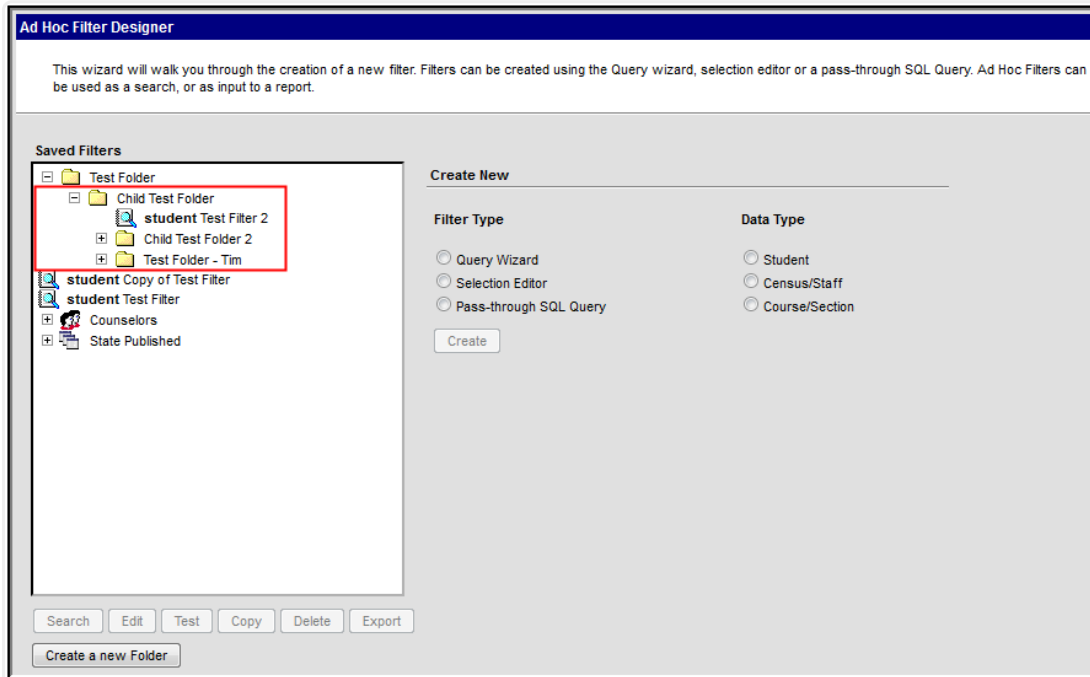 Ad Hoc Filter Designer
This wizard will walk you through the creation of a new filter. Filters can be created using the Query wizard, selection editor or a pass-through SQL Query. Ad Hoc Filters can
be used as a search, or as input to a report.
Saved Filters
Test Folder
Child Test Folder
student Test Filter 2
Child Test Folder 2
Test Folder - Tim
student Copy of Test Filter
student Test Filter
Counselors
State Published
Create New
Filter Type
Data Type
Query Wizard
Student
Selection Editor
Census/Staff
Pass-through SQL Query
Course/Section
Create
Search Edit Test Copy Delete Export
Create a new Folder